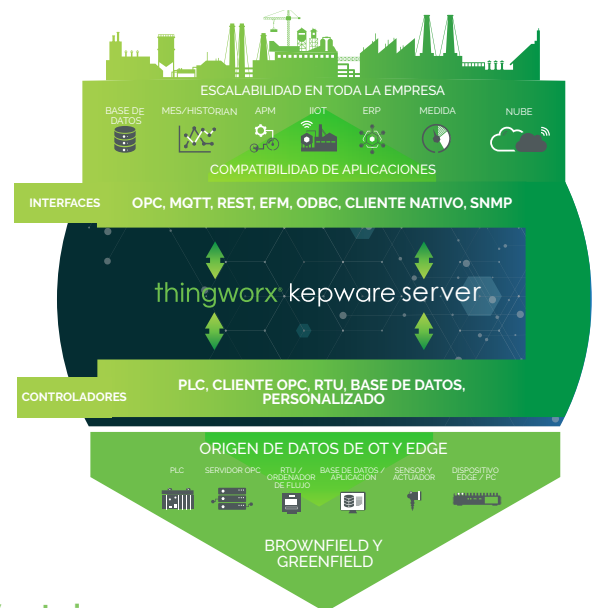 ESCALABILIDAD EN TODA LA EMPRESA
BASE DE
DATOS
MES/HISTORIAN
APM
IIOT
ERP
MEDIDA
NUBE
COMPATIBILIDAD DE APLICACIONES
INTERFACES
OPC, MQTT, REST, EFM, ODBC, CLIENTE NATIVO, SNMP
thingworx kepware server
CONTROLADORES
PLC, CLIENTE OPC, RTU, BASE DE DATOS,
PERSONALIZADO
ORIGEN DE DATOS DE OT Y EDGE
PLC
SERVIDOR OPC
RTU /
ORDENADOR
DE FLUJO
BASE DE DATOS /
APLICACIÓN
SENSOR Y
ACTUADOR
DISPOSITIVO
EDGE / PC
BROWNFIELD Y
GREENFIELD